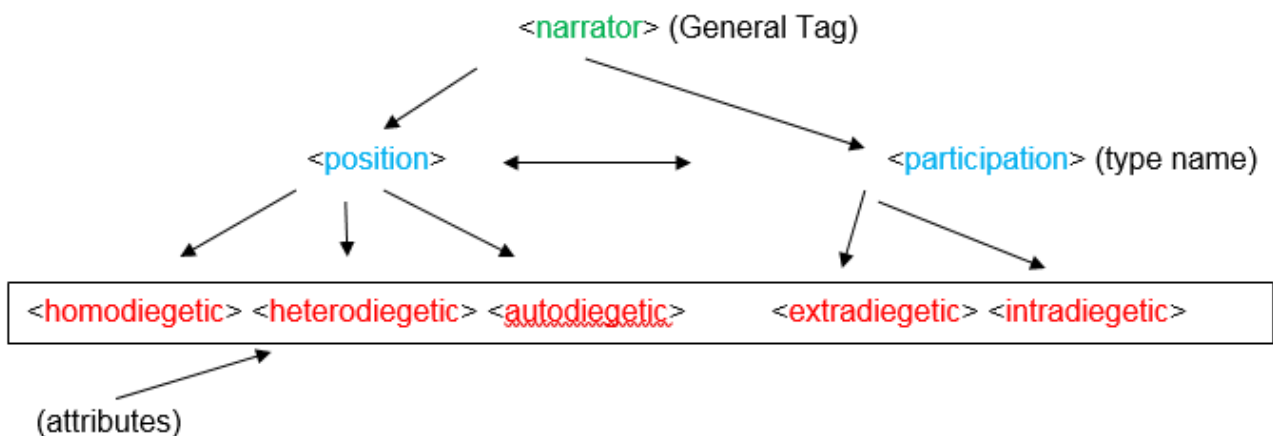 <narrator> (General Tag)
<position> <participation> (type name)
<homodiegetic> <heterodiegetic> <autodiegetic> <extradiegetic> <intradiegetic>
(attributes)